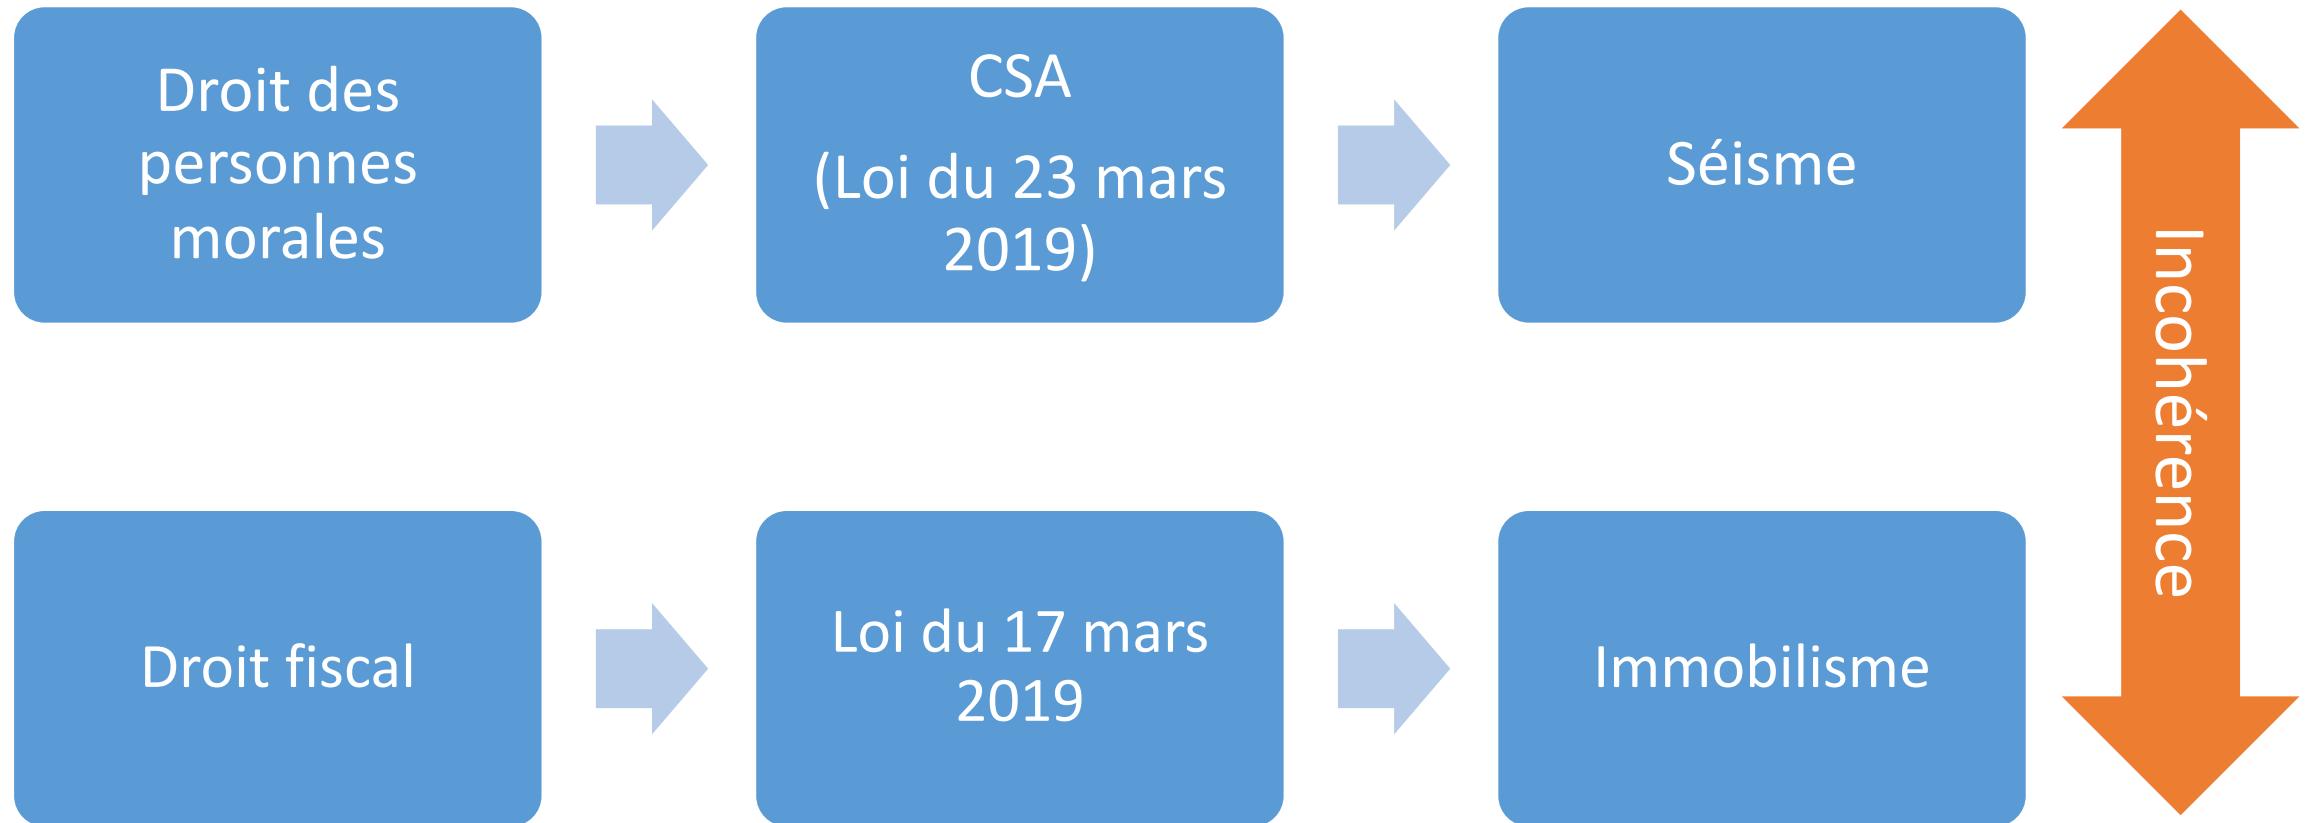 Droit des
personnes
morales
CSA
(Loi du 23 mars
2019)
Séisme
Droit fiscal
Loi du 17 mars
2019
Immobilisme
Incohérence